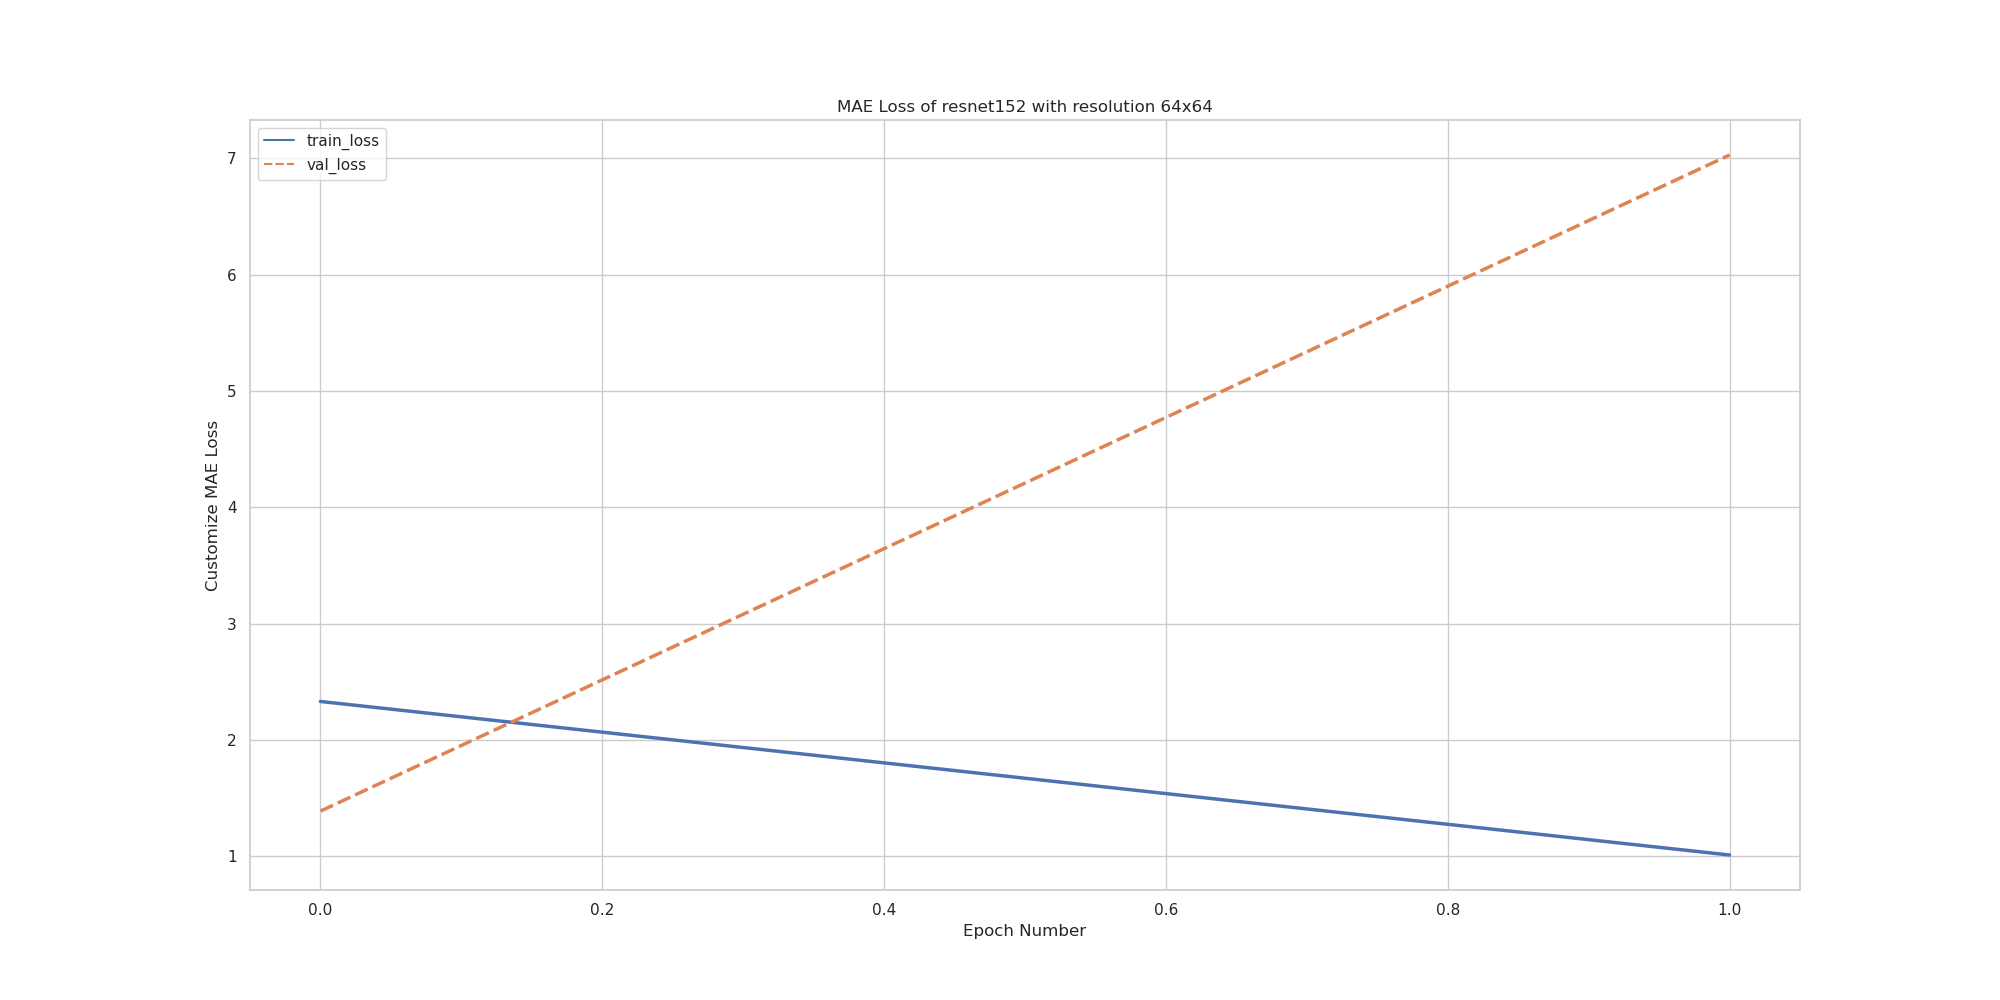 MAE Loss of resnet152 with resolution 64x64
train_loss
val_loss
7
6
5
4
3
2
1
Customize MAE Loss
0.0 0.2 0.4 0.6 0.8 1.0
Epoch Number